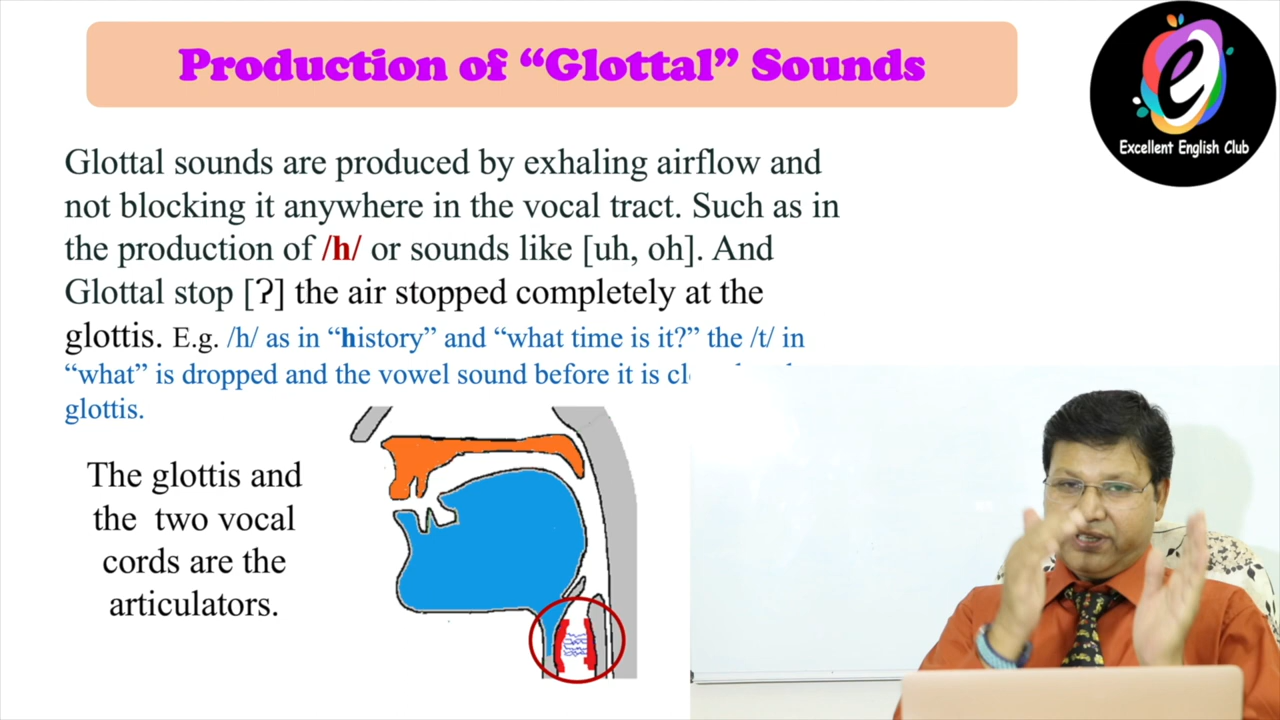 Production of “Glottal” Sounds
Excellent English Club
Glottal sounds are produced by exhaling airflow and
not blocking it anywhere in the vocal tract. Such as in
the production of /h/ or sounds like [uh, oh]. And
Glottal stop [?] the air stopped completely at the
glottis. E.g. /h/ as in “history” and “what time is it?” the /t/ in
“what” is dropped and the vowel sound before it is
glottis.
The glottis and
the two vocal
cords are the
articulators.